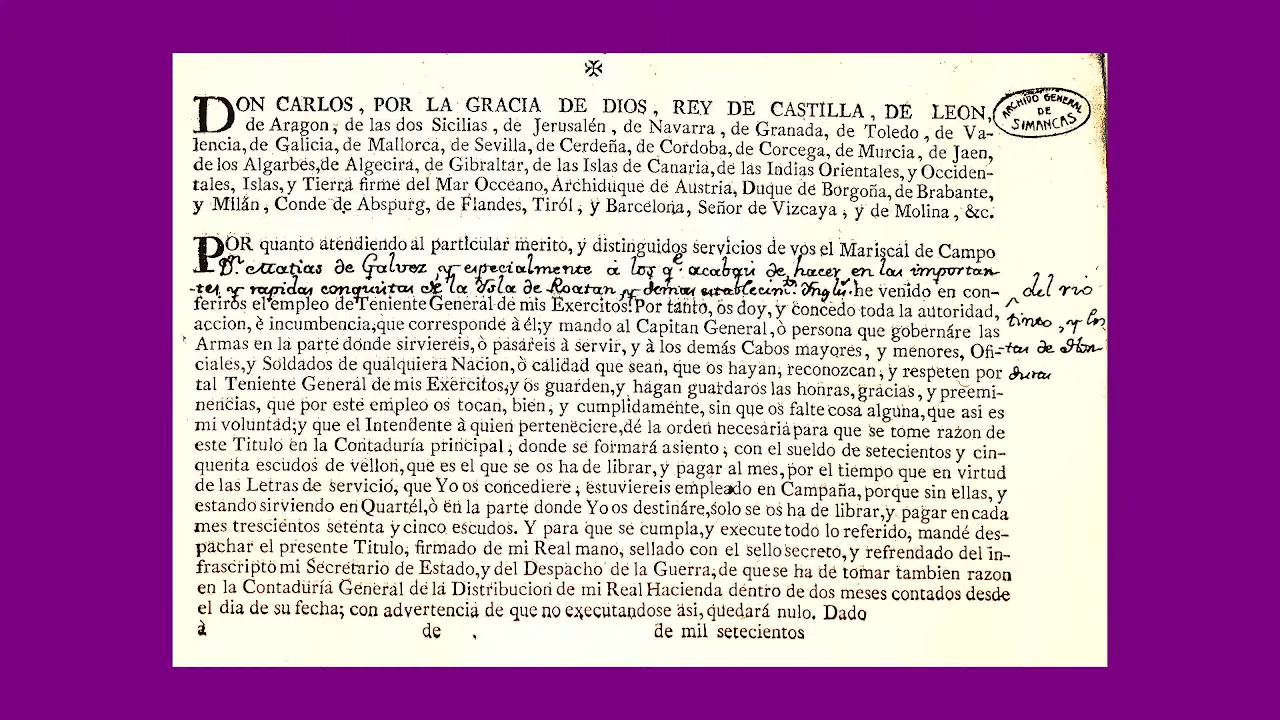 ✠
DON CARLOS, POR LA GRACIA DE DIOS, REY DE CASTILLA, DE LEON,
ARCHIVO GENERAL
DE
SIMANCAS
de Aragon, de las dos Sicilias, de Jerusalén, de Navarra, de Granada, de Toledo, de Va-
lencia, de Galicia, de Mallorca, de Sevilla, de Cerdeña, de Cordoba, de Corcega, de Murcia, de Jaen,
de los Algarbes, de Algecira, de Gibraltár, de las Islas de Canaria, de las Indias Orientales, y Occiden-
tales, Islas, y Tierra firme del Mar Occeano, Archiduque de Austria, Duque de Borgoña, de Brabante,
y Milán, Conde de Abspurg, de Flandes, Tiról, y Barcelona, Señor de Vizcaya, y de Molina, &c.
POR quanto atendiendo al particular merito, y distinguidos servicios de vos el Mariscal de Campo
Dn. Matias de Galvez, y especialmente à los qe. acabais de hacer en las importan-
tes y rapidas conquistas de la Isla de Roatan y demas establecimtos. Ingls. he venido en con-
del rio
feriros el empleo de Teniente General de mis Exercitos: Por tanto, os doy, y concedo toda la autoridad,
tinto, y los
accion, è incumbencia, que corresponde à él; y mando al Capitan General, ò persona que gobernáre las
Armas en la parte donde sirviereis, ò pasáreis à servir, y à los demás Cabos mayores, y menores, Ofi-
tas de Hon-
ciales, y Soldados de qualquiera Nacion, ò calidad que sean, que os hayan, reconozcan, y respeten por
duras
tal Teniente General de mis Exercitos, y os guarden, y hagan guardaros las honras, gracias, y preemi-
nencias, que por este empleo os tocan, bien, y cumplidamente, sin que os falte cosa alguna, que asi es
mi voluntad; y que el Intendente à quien perteneciere, dé la orden necesaria para que se tome razon de
este Titulo en la Contaduría principal, donde se formará asiento, con el sueldo de setecientos y cin-
quenta escudos de vellon, que es el que se os ha de librar, y pagar al mes, por el tiempo que en virtud
de las Letras de servicio, que Yo os concediere, estuviereis empleado en Campaña, porque sin ellas, y
estando sirviendo en Quartél, ò en la parte donde Yo os destináre, solo se os ha de librar, y pagar en cada
mes trescientos setenta y cinco escudos. Y para que se cumpla, y execute todo lo referido, mandé des-
pachar el presente Titulo, firmado de mi Real mano, sellado con el sello secreto, y refrendado del in-
frascripto mi Secretario de Estado, y del Despacho de la Guerra, de que se ha de tomar tambien razon
en la Contaduría General de la Distribucion de mi Real Hacienda dentro de dos meses contados desde
el dia de su fecha; con advertencia de que no executandose asi, quedará nulo. Dado
à de de mil setecientos